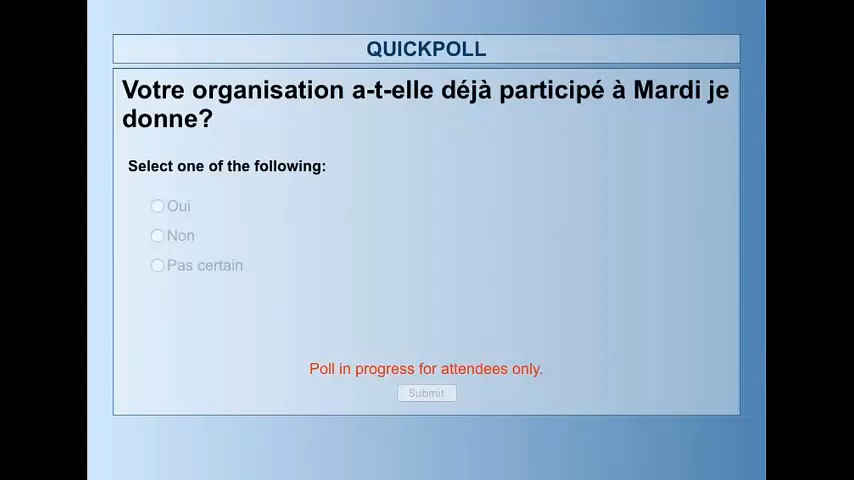 QUICKPOLL
Votre organisation a-t-elle déjà participé à Mardi je
donne?
Select one of the following:
Oui
Non
Pas certain
Poll in progress for attendees only.
Submit